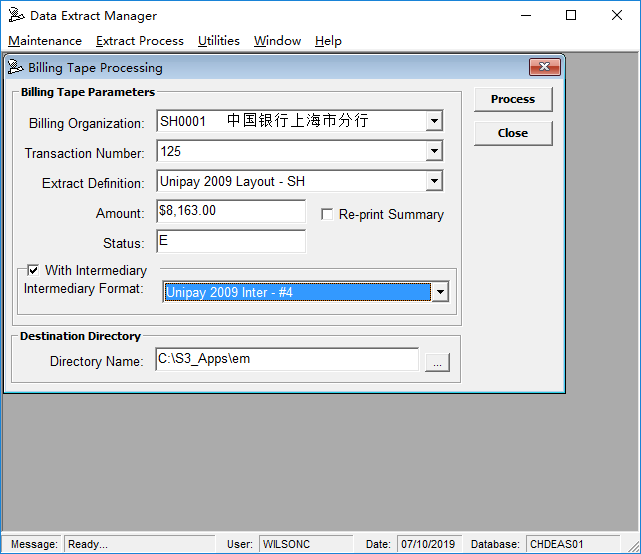 Data Extract Manager
Maintenance Extract Process Utilities Window Help
Billing Tape Processing
Billing Tape Parameters
Process
Billing Organization: SH0001 中国银行上海市分行
Close
Transaction Number: 125
Extract Definition: Unipay 2009 Layout - SH
Amount: $8,163.00 Re-print Summary
Status: E
With Intermediary
Intermediary Format: Unipay 2009 Inter - #4
Destination Directory
Directory Name: C:\S3_Apps\em ...
Message: Ready... User: WILSONC Date: 07/10/2019 Database: CHDEAS01